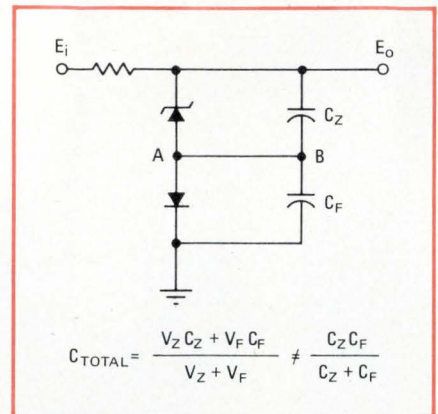 Ei Eo
CZ
A B
CF
CTOTAL = VZ CZ + VF CF / VZ + VF ≠ CZ CF / CZ + CF